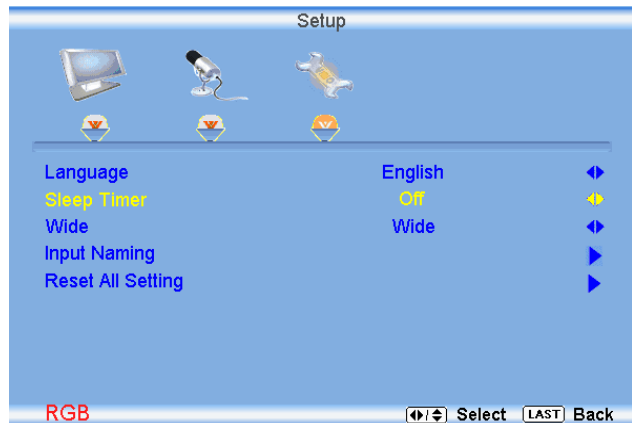 Setup
Language English
Sleep Timer Off
Wide Wide
Input Naming
Reset All Setting
RGB Select LAST Back